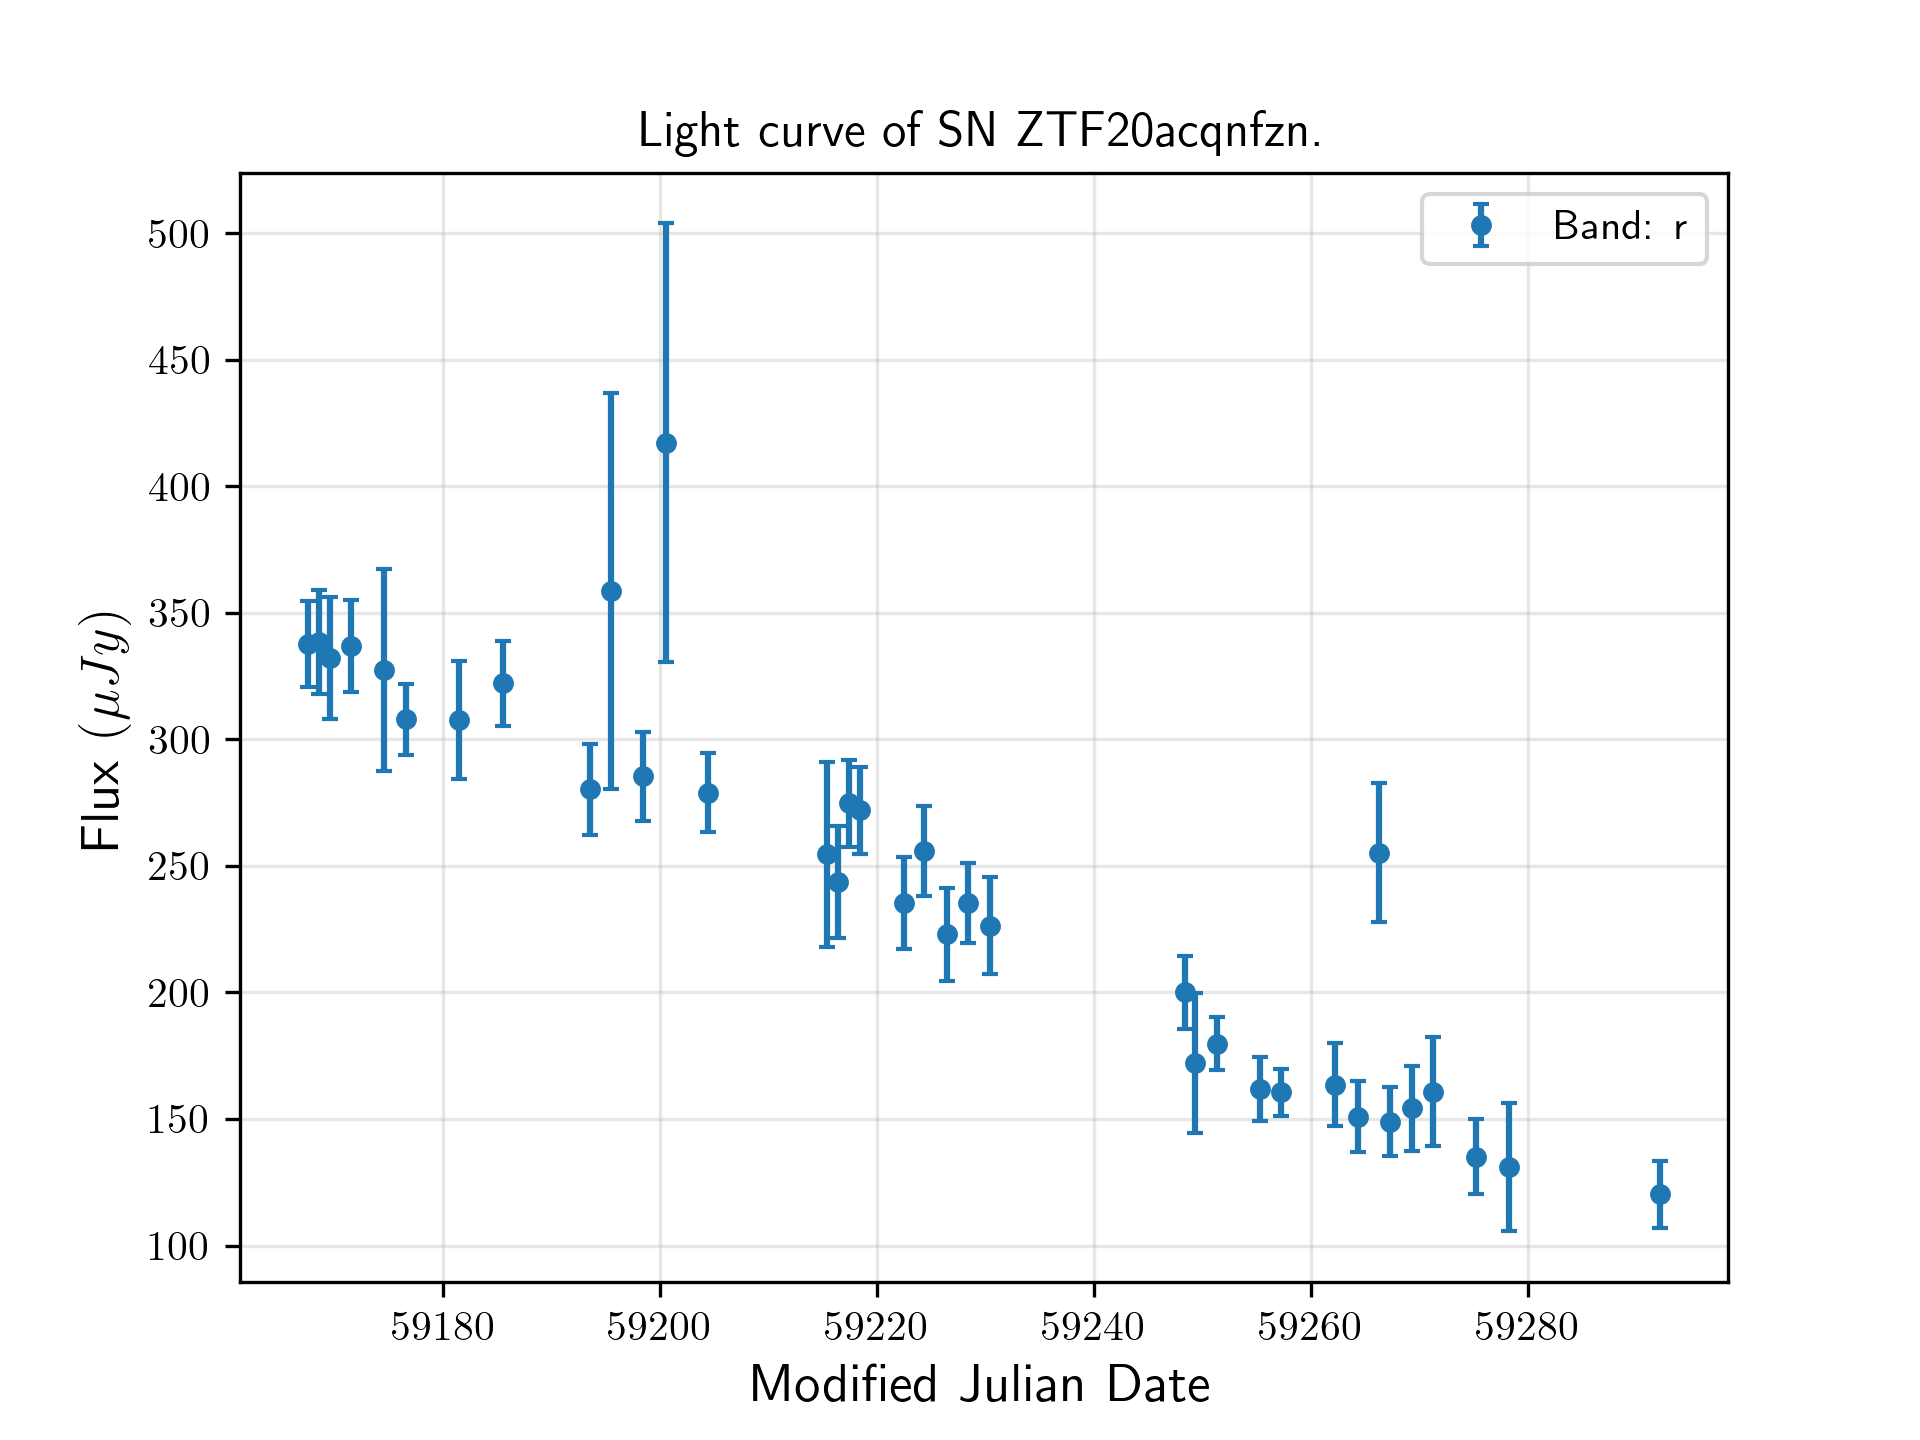 Light curve of SN ZTF20acqnfzn.
Band: r
Flux (μJy)
500
450
400
350
300
250
200
150
100
59180 59200 59220 59240 59260 59280
Modified Julian Date